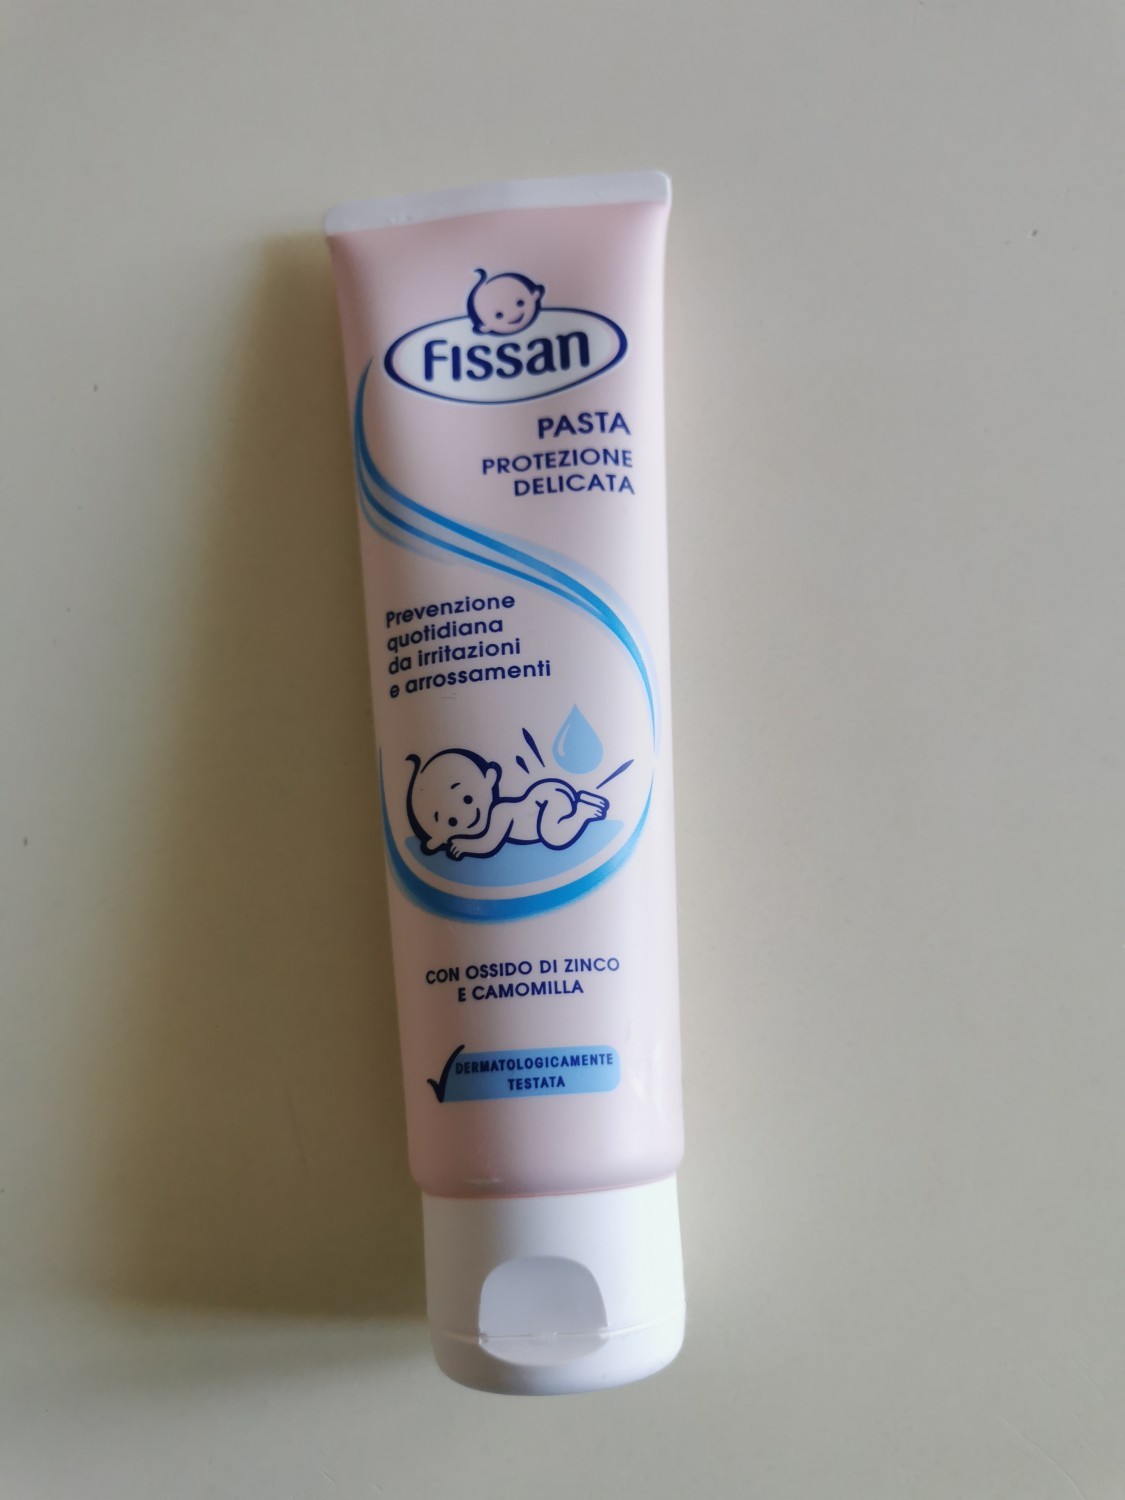 Fissan
PASTA
PROTEZIONE
DELICATA
Prevenzione
quotidiana
da irritazioni
e arrossamenti
CON OSSIDO DI ZINCO
E CAMOMILLA
DERMATOLOGICAMENTE
TESTATA